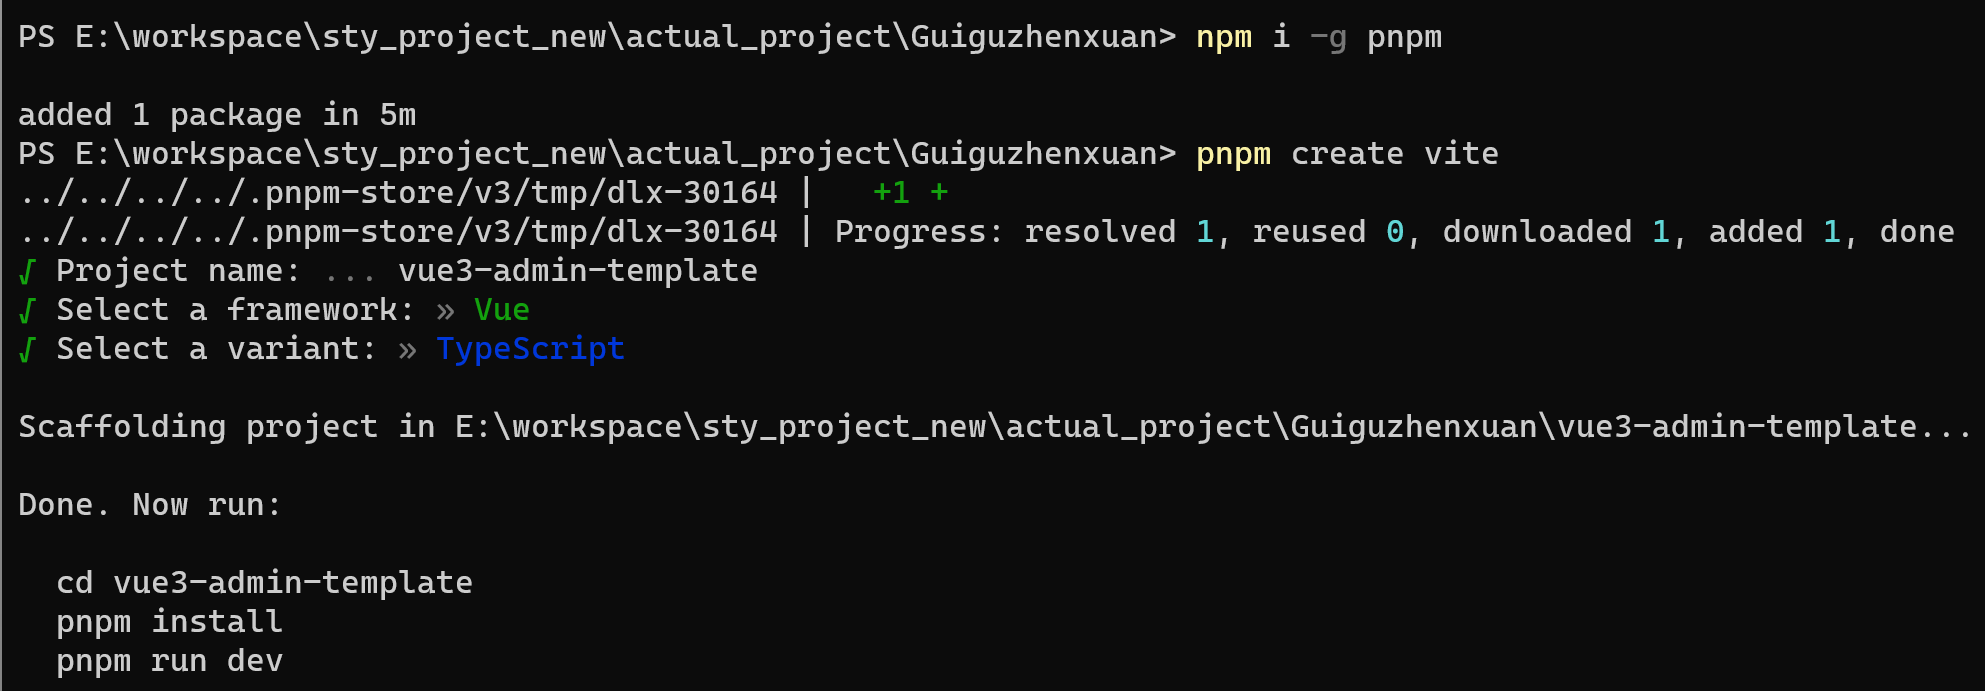 PS E:\workspace\sty_project_new\actual_project\Guiguzhenxuan> npm i -g pnpm
added 1 package in 5m
PS E:\workspace\sty_project_new\actual_project\Guiguzhenxuan> pnpm create vite
../../../../.pnpm-store/v3/tmp/dlx-30164 |   +1 +
../../../../.pnpm-store/v3/tmp/dlx-30164 | Progress: resolved 1, reused 0, downloaded 1, added 1, done
√ Project name: ... vue3-admin-template
√ Select a framework: » Vue
√ Select a variant: » TypeScript
Scaffolding project in E:\workspace\sty_project_new\actual_project\Guiguzhenxuan\vue3-admin-template...
Done. Now run:
cd vue3-admin-template
pnpm install
pnpm run dev